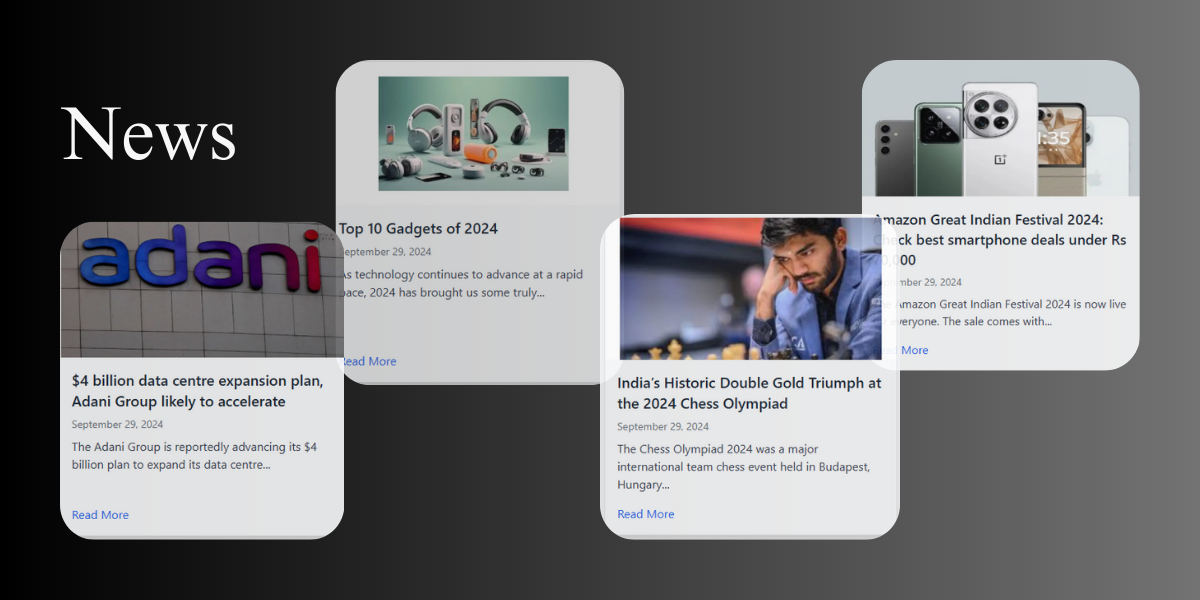 News
adani
$4 billion data centre expansion plan,
Adani Group likely to accelerate
September 29, 2024
The Adani Group is reportedly advancing its $4
billion plan to expand its data centre...
Read More
Top 10 Gadgets of 2024
September 29, 2024
As technology continues to advance at a rapid
pace, 2024 has brought us some truly...
Read More
India's Historic Double Gold Triumph at
the 2024 Chess Olympiad
September 29, 2024
The Chess Olympiad 2024 was a major
international team chess event held in Budapest,
Hungary...
Read More
1:35
Amazon Great Indian Festival 2024:
Check best smartphone deals under Rs
September 29, 2024
Amazon Great Indian Festival 2024 is now live
everyone. The sale comes with...
Read More